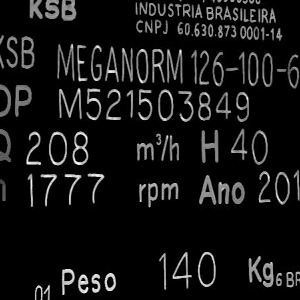 KSB
INDUSTRIA BRASILEIRA
CNPJ 60.630.873 0001-14
KSB MEGANORM 126-100-6
OP M521503849
Q 208 m³/h H 40
n 1777 rpm Ano 201
01 Peso 140 Kg